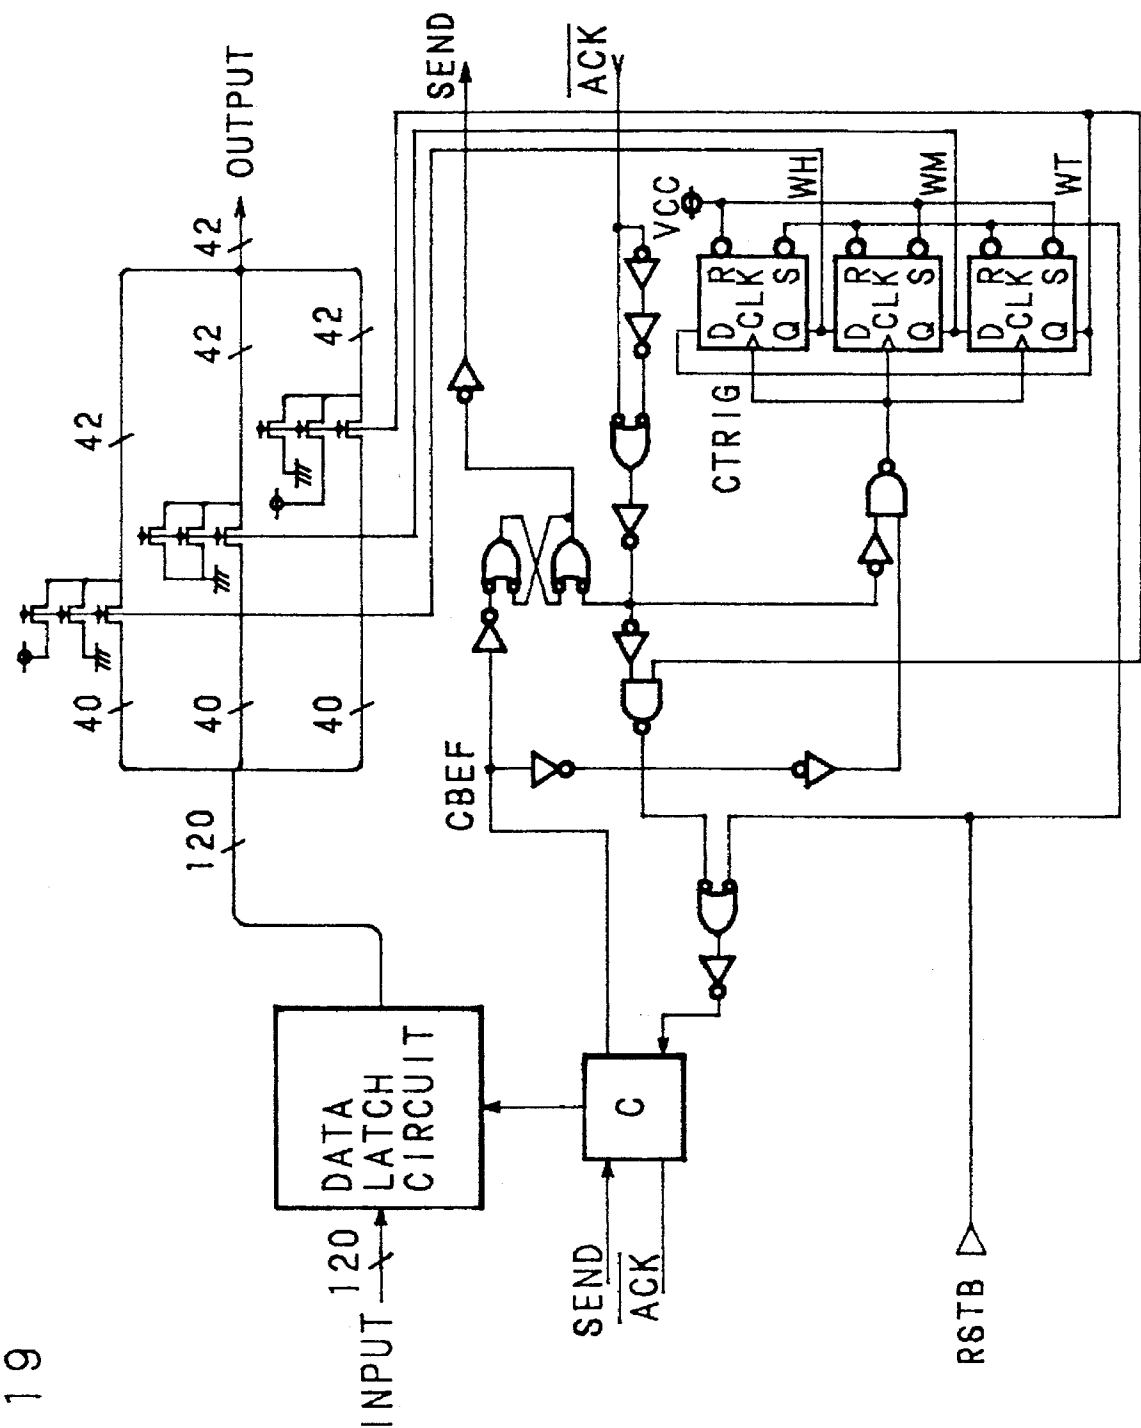 19
INPUT
120
DATA
LATCH
CIRCUIT
120
40
40
40
42
42
42
42
OUTPUT
SEND
ACK
C
CBEF
SEND
ACK
VCC
CTRIG
D
R
CLK
Q
S
WH
D
R
CLK
Q
S
WM
D
R
CLK
Q
S
WT
RSTB